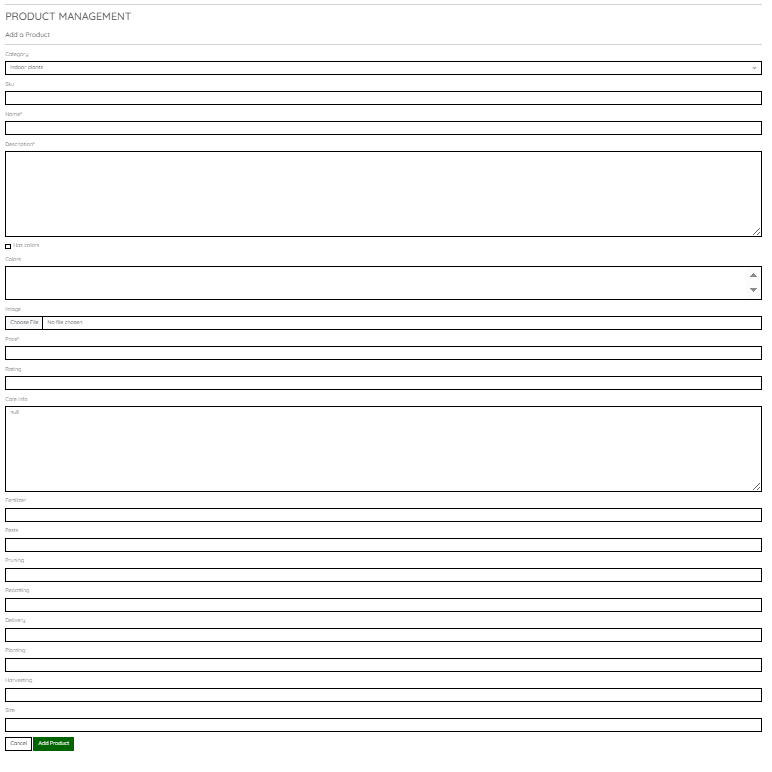 PRODUCT MANAGEMENT
Add a Product
Category
Indoor plants
Sku
Name*
Description*
Has colors
Colors
Image
Choose File No file chosen
Price*
Rating
Care info
null
Fertilizer
Pests
Pruning
Repotting
Delivery
Planting
Harvesting
Size
Cancel Add Product